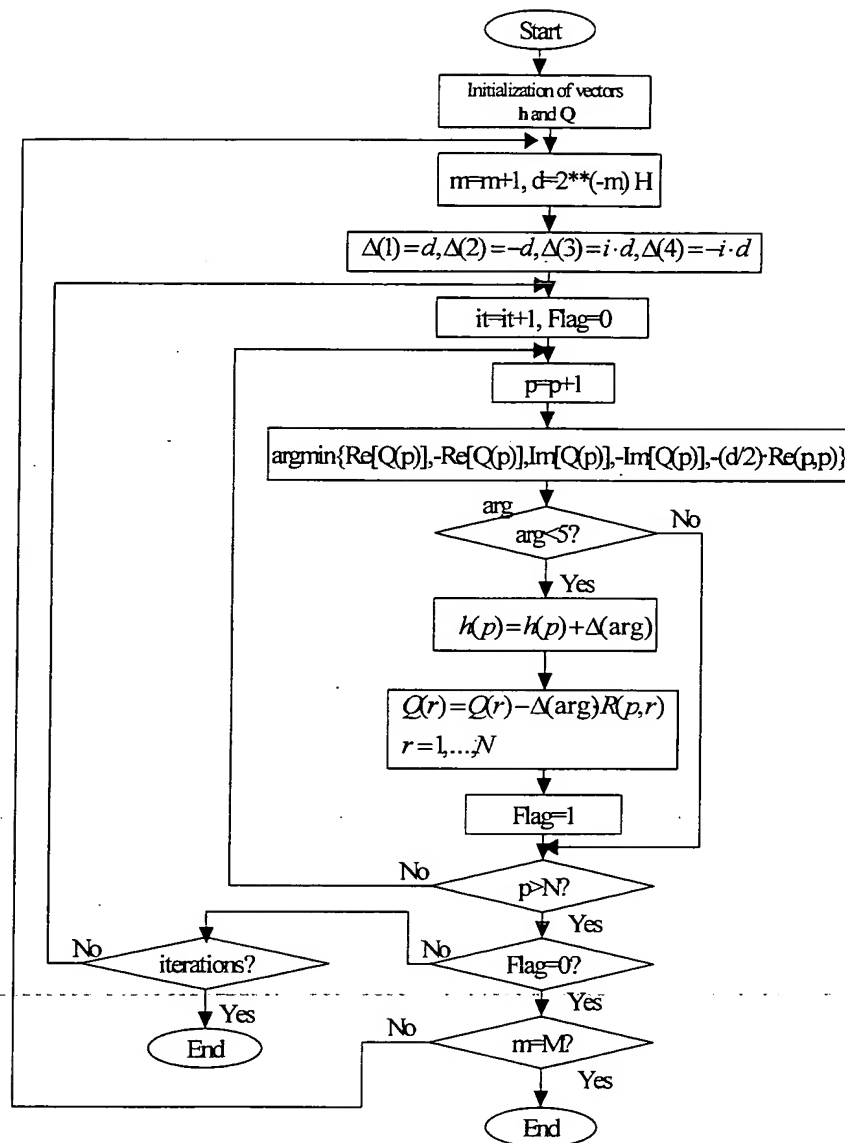 Start
Initialization of vectors
h and Q
m=m+1, d=2**(-m) H
Δ(1)=d,Δ(2)=-d,Δ(3)=i·d,Δ(4)=-i·d
it=it+1, Flag=0
p=p+1
argmin{Re[Q(p)],-Re[Q(p)],Im[Q(p)],-Im[Q(p)],-(d/2)·Re(p,p)}
arg
arg<5?
No
Yes
h(p)=h(p)+Δ(arg)
Q(r)=Q(r)-Δ(arg)·R(p,r)
r=1,...,N
Flag=1
No
p>N?
Yes
No
iterations?
No
Flag=0?
Yes
Yes
End
No
m=M?
Yes
End